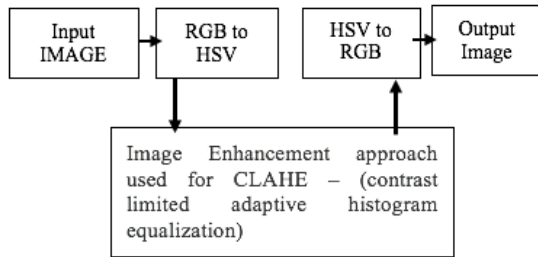 Input
IMAGE
RGB to
HSV
HSV to
RGB
Output
Image
Image Enhancement approach
used for CLAHE – (contrast
limited adaptive histogram
equalization)